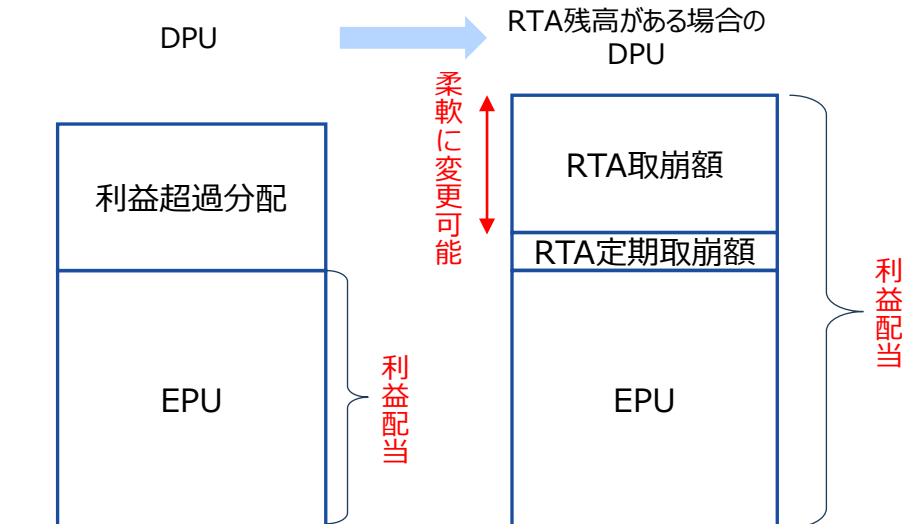 DPU
RTA残高がある場合の
DPU
利益超過分配
EPU
利益配当
柔軟に変更可能
RTA取崩額
RTA定期取崩額
EPU
利益配当